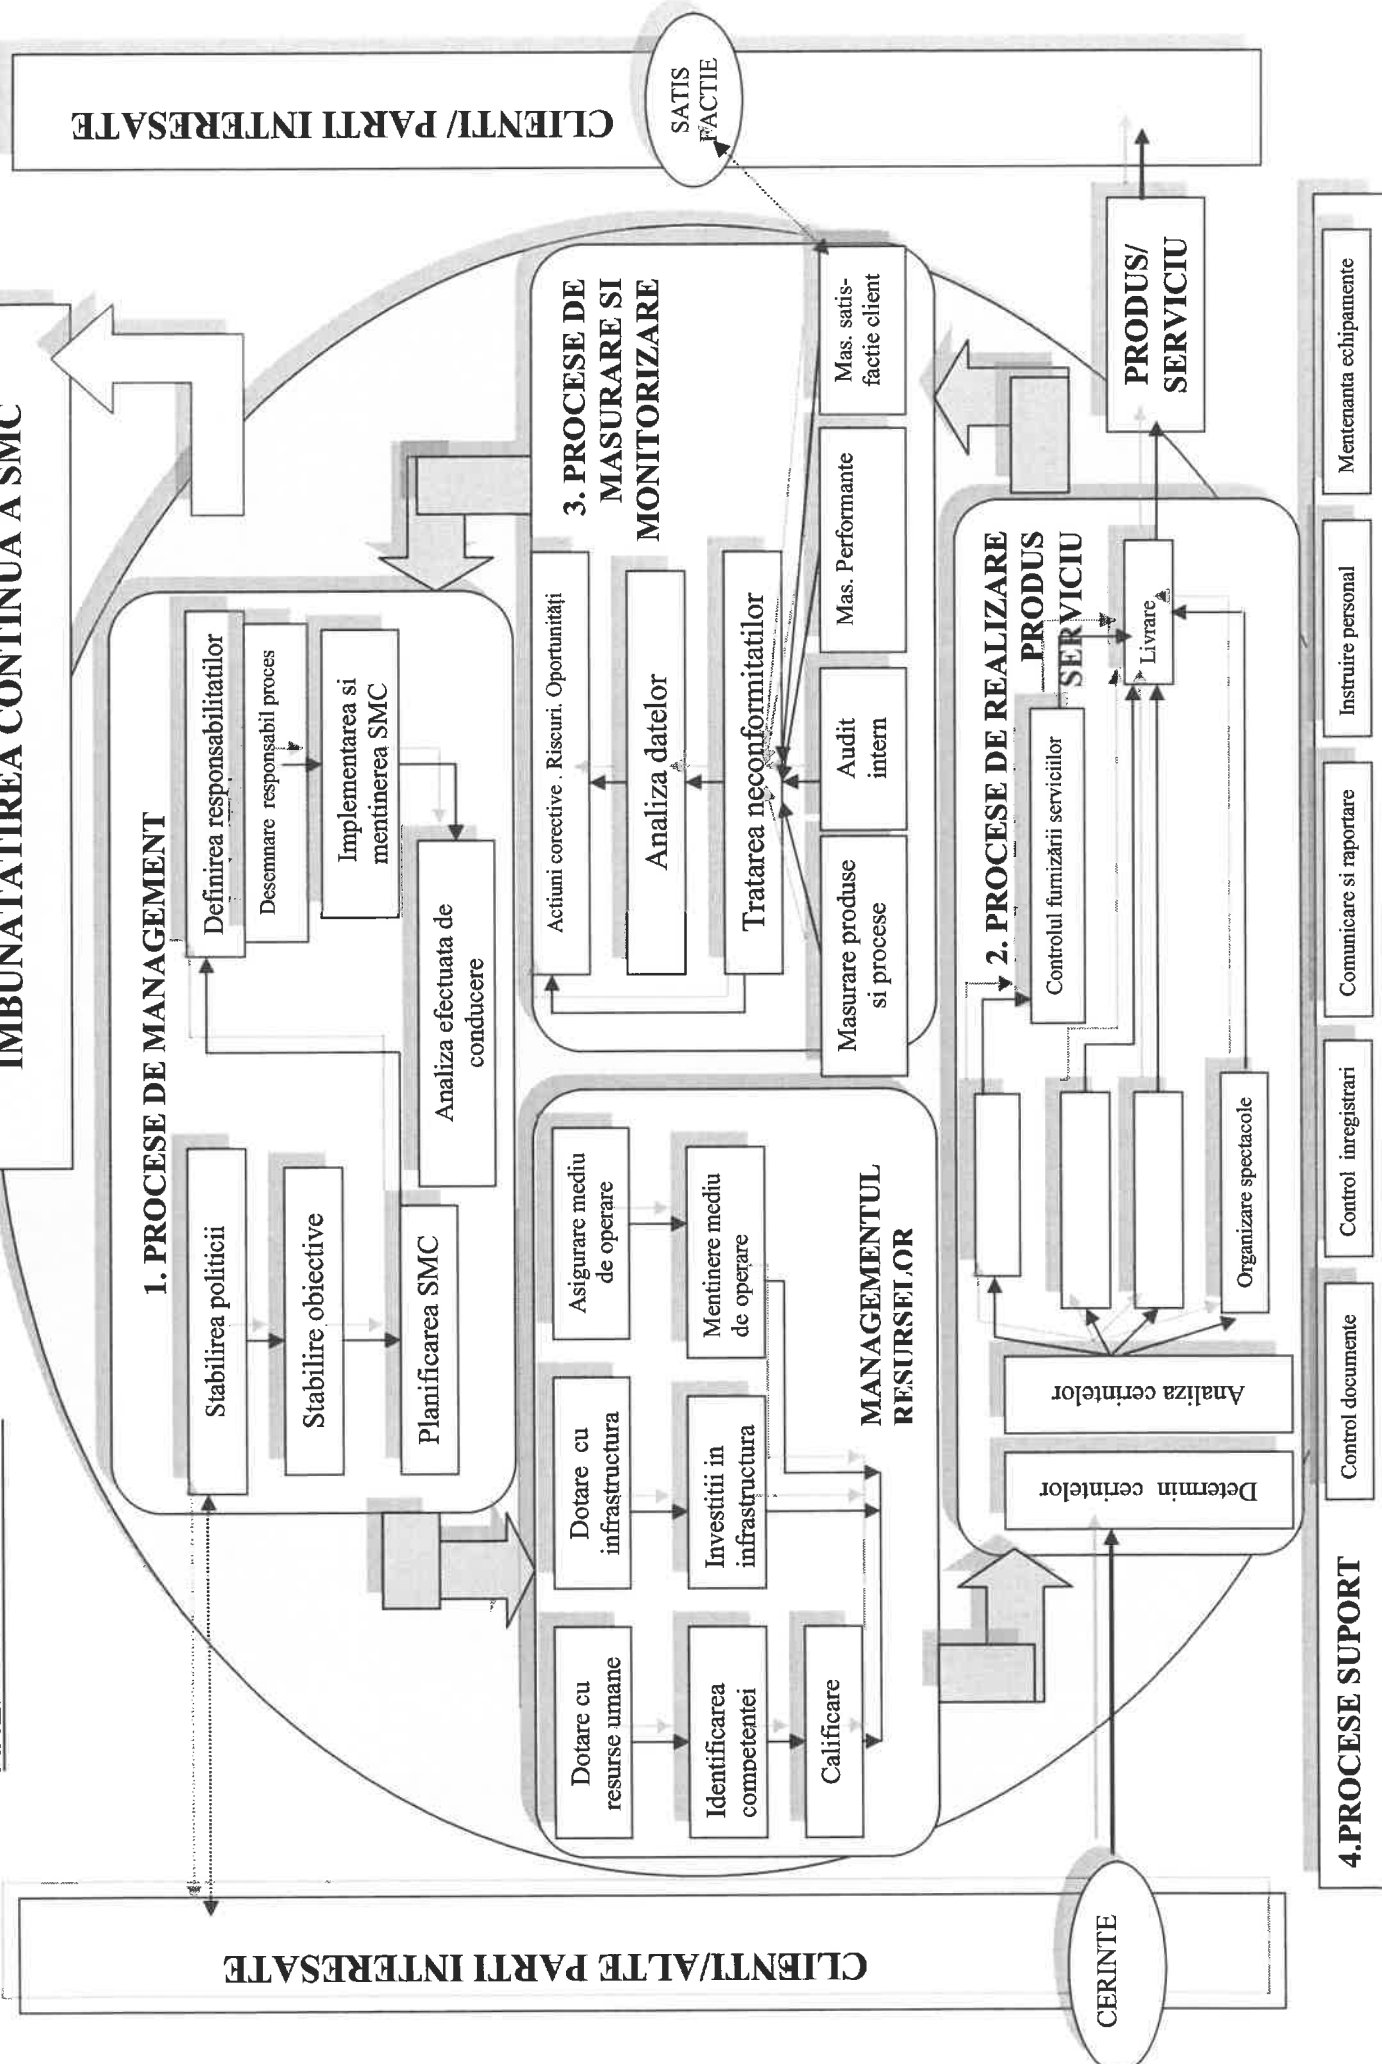 IMBUNATATIREA CONTINUA A SMC
CLIENTI/ALTE PARTI INTERESATE
CERINTE
1. PROCESE DE MANAGEMENT
Stabilirea politicii
Stabilire obiective
Planificarea SMC
Definirea responsabilitatilor
Desemnare responsabil proces
Implementarea si
mentinerea SMC
Analiza efectuata de
conducere
Dotare cu
resurse umane
Identificarea
competentei
Calificare
Dotare cu
infrastructura
Investitii in
infrastructura
Asigurare mediu
de operare
Mentinere mediu
de operare
MANAGEMENTUL
RESURSELOR
3. PROCESE DE
MASURARE SI
MONITORIZARE
Actiuni corective . Riscuri. Oportunități
Analiza datelor
Tratarea neconformitatilor
Masurare produse
si procese
Audit
intern
Mas. Performante
Mas. satis-
factie client
2. PROCESE DE REALIZARE
PRODUS
SERVICIU
Determin cerintelor
Analiza cerintelor
Controlul furnizării serviciilor
Organizare spectacole
Livrare
PRODUS/
SERVICIU
CLIENTI/ PARTI INTERESATE
SATIS
FACTIE
4.PROCESE SUPORT
Control documente
Control inregistrari
Comunicare si raportare
Instruire personal
Mentenanta echipamente